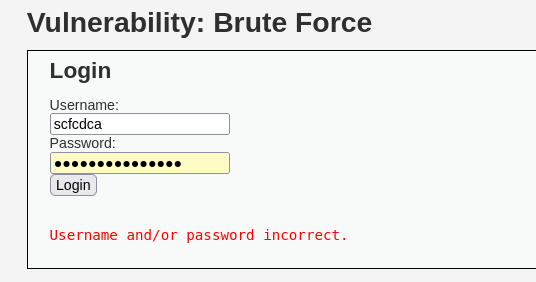 Vulnerability: Brute Force
Login
Username:
scfcdca
Password:
●●●●●●●●●●●●●●●
Login
Username and/or password incorrect.